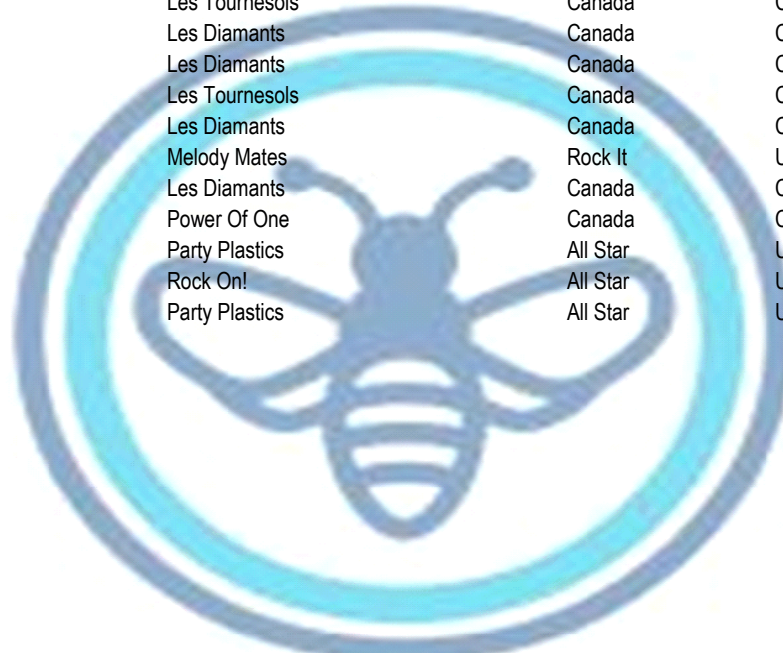 Les Tournesols Canada C
Les Diamants Canada C
Les Diamants Canada C
Les Tournesols Canada C
Les Diamants Canada C
Melody Mates Rock It U
Les Diamants Canada C
Power Of One Canada C
Party Plastics All Star U
Rock On! All Star U
Party Plastics All Star U